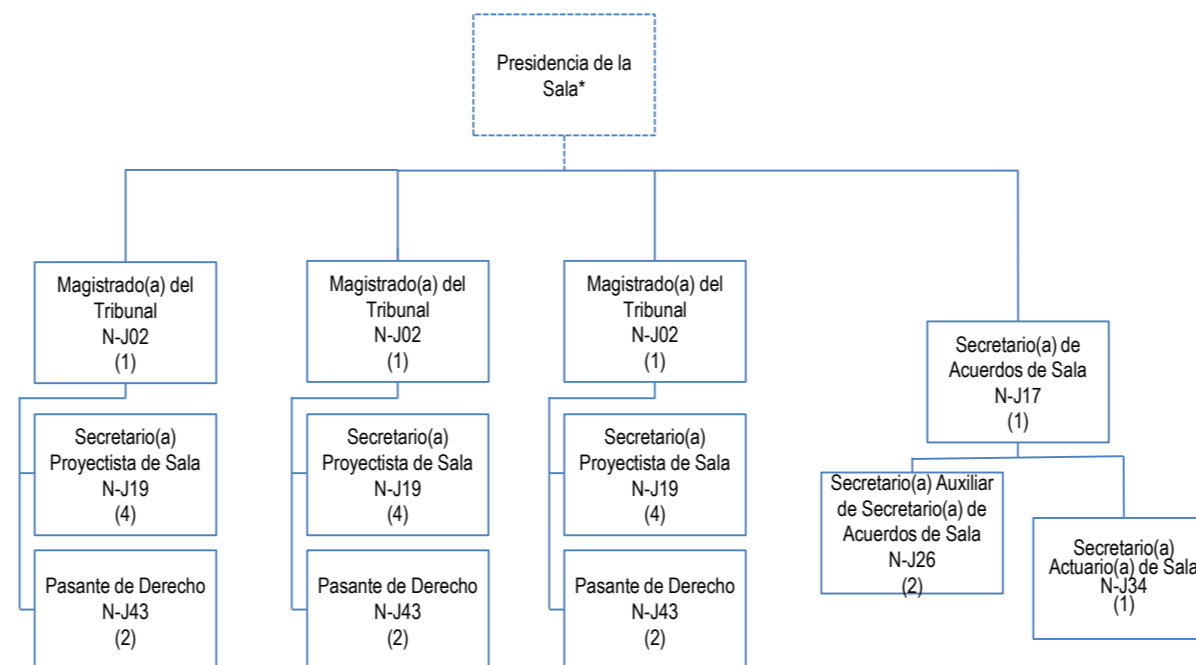 Presidencia de la
Sala*
Magistrado(a) del
Tribunal
N-J02
(1)
Magistrado(a) del
Tribunal
N-J02
(1)
Magistrado(a) del
Tribunal
N-J02
(1)
Secretario(a) de
Acuerdos de Sala
N-J17
(1)
Secretario(a)
Proyectista de Sala
N-J19
(4)
Secretario(a)
Proyectista de Sala
N-J19
(4)
Secretario(a)
Proyectista de Sala
N-J19
(4)
Secretario(a) Auxiliar
de Secretario(a) de
Acuerdos de Sala
N-J26
(2)
Secretario(a)
Actuario(a) de Sala
N-J34
(1)
Pasante de Derecho
N-J43
(2)
Pasante de Derecho
N-J43
(2)
Pasante de Derecho
N-J43
(2)